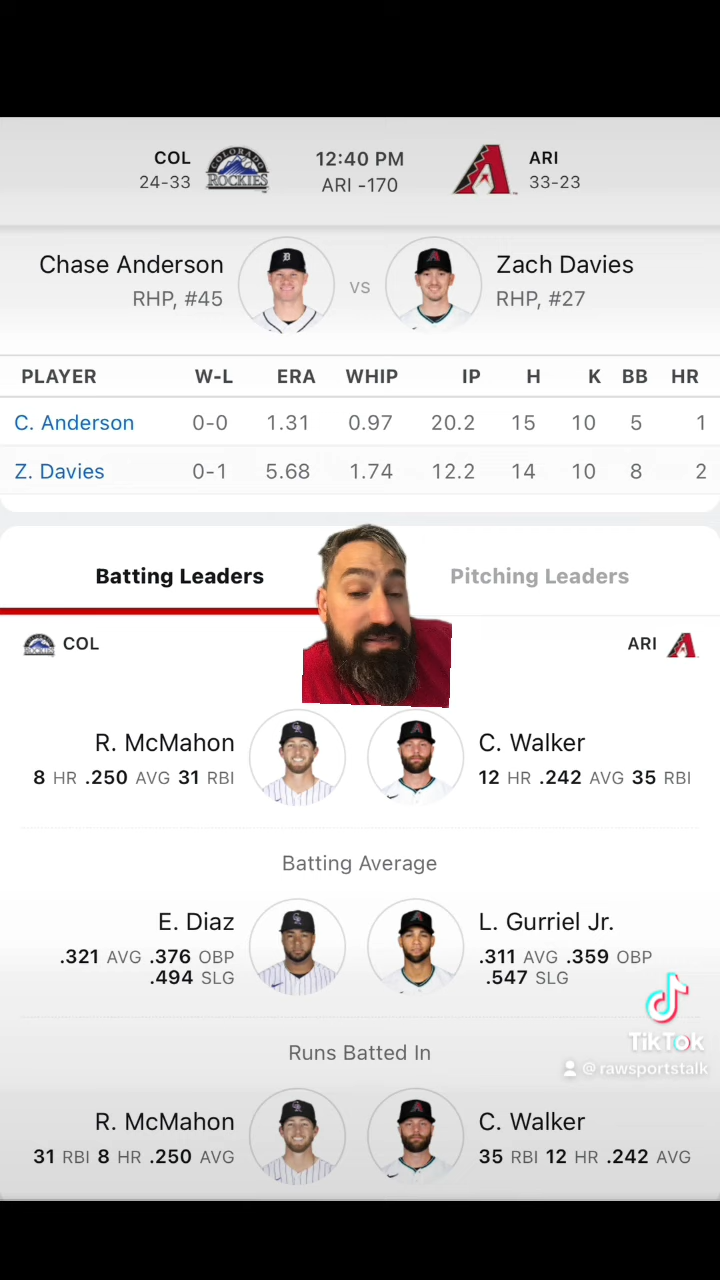 COL
24-33
COLORADO
ROCKIES
12:40 PM
ARI -170
ARI
33-23
Chase Anderson
RHP, #45
vs
Zach Davies
RHP, #27
PLAYER W-L ERA WHIP IP H K BB HR
C. Anderson 0-0 1.31 0.97 20.2 15 10 5 1
Z. Davies 0-1 5.68 1.74 12.2 14 10 8 2
Batting Leaders
Pitching Leaders
COL
ARI
R. McMahon
8 HR .250 AVG 31 RBI
C. Walker
12 HR .242 AVG 35 RBI
Batting Average
E. Diaz
.321 AVG .376 OBP
.494 SLG
L. Gurriel Jr.
.311 AVG .359 OBP
.547 SLG
Runs Batted In
R. McMahon
31 RBI 8 HR .250 AVG
C. Walker
35 RBI 12 HR .242 AVG
TikTok
@rawsportstalk